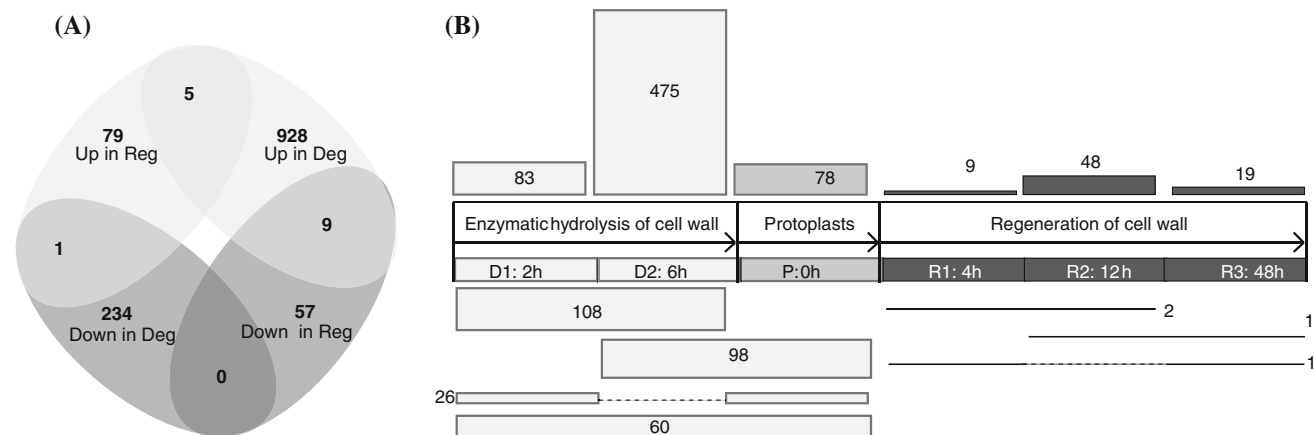 (A)
5
79
Up in Reg
928
Up in Deg
1
9
234
Down in Deg
57
Down in Reg
0
(B)
475
83
78
9
48
19
Enzymatic hydrolysis of cell wall
Protoplasts
Regeneration of cell wall
D1: 2h
D2: 6h
P:0h
R1: 4h
R2: 12h
R3: 48h
108
2
1
98
1
26
60